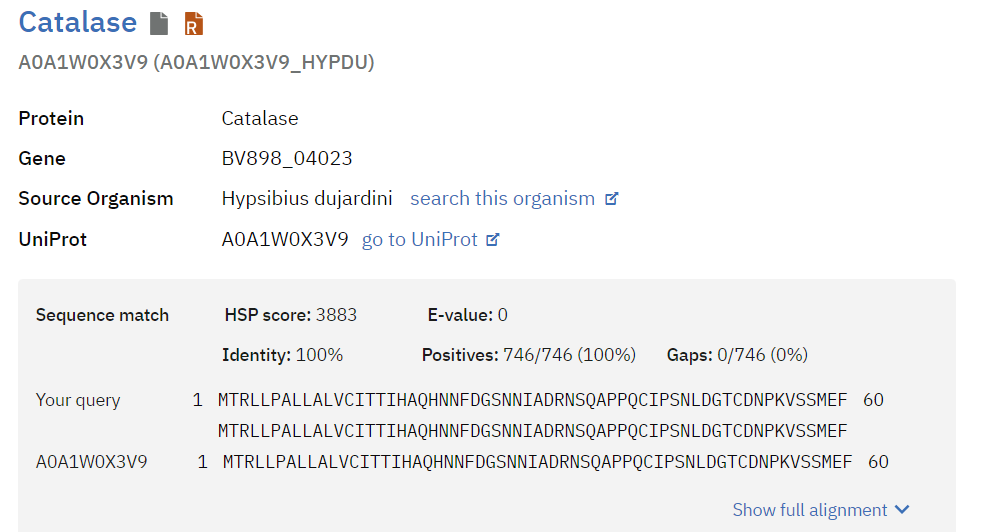 Catalase
A0A1W0X3V9 (A0A1W0X3V9_HYPDU)
Protein Catalase
Gene BV898_04023
Source Organism Hypsibius dujardini search this organism
UniProt A0A1W0X3V9 go to UniProt
Sequence match HSP score: 3883 E-value: 0
Identity: 100% Positives: 746/746 (100%) Gaps: 0/746 (0%)
Your query 1 MTRLLPALLALVCITTIHAQHNNFDGSNNIADRNSQAPPQCIPSNLDGTCDNPKVSSMEF 60
MTRLLPALLALVCITTIHAQHNNFDGSNNIADRNSQAPPQCIPSNLDGTCDNPKVSSMEF
A0A1W0X3V9 1 MTRLLPALLALVCITTIHAQHNNFDGSNNIADRNSQAPPQCIPSNLDGTCDNPKVSSMEF 60
Show full alignment